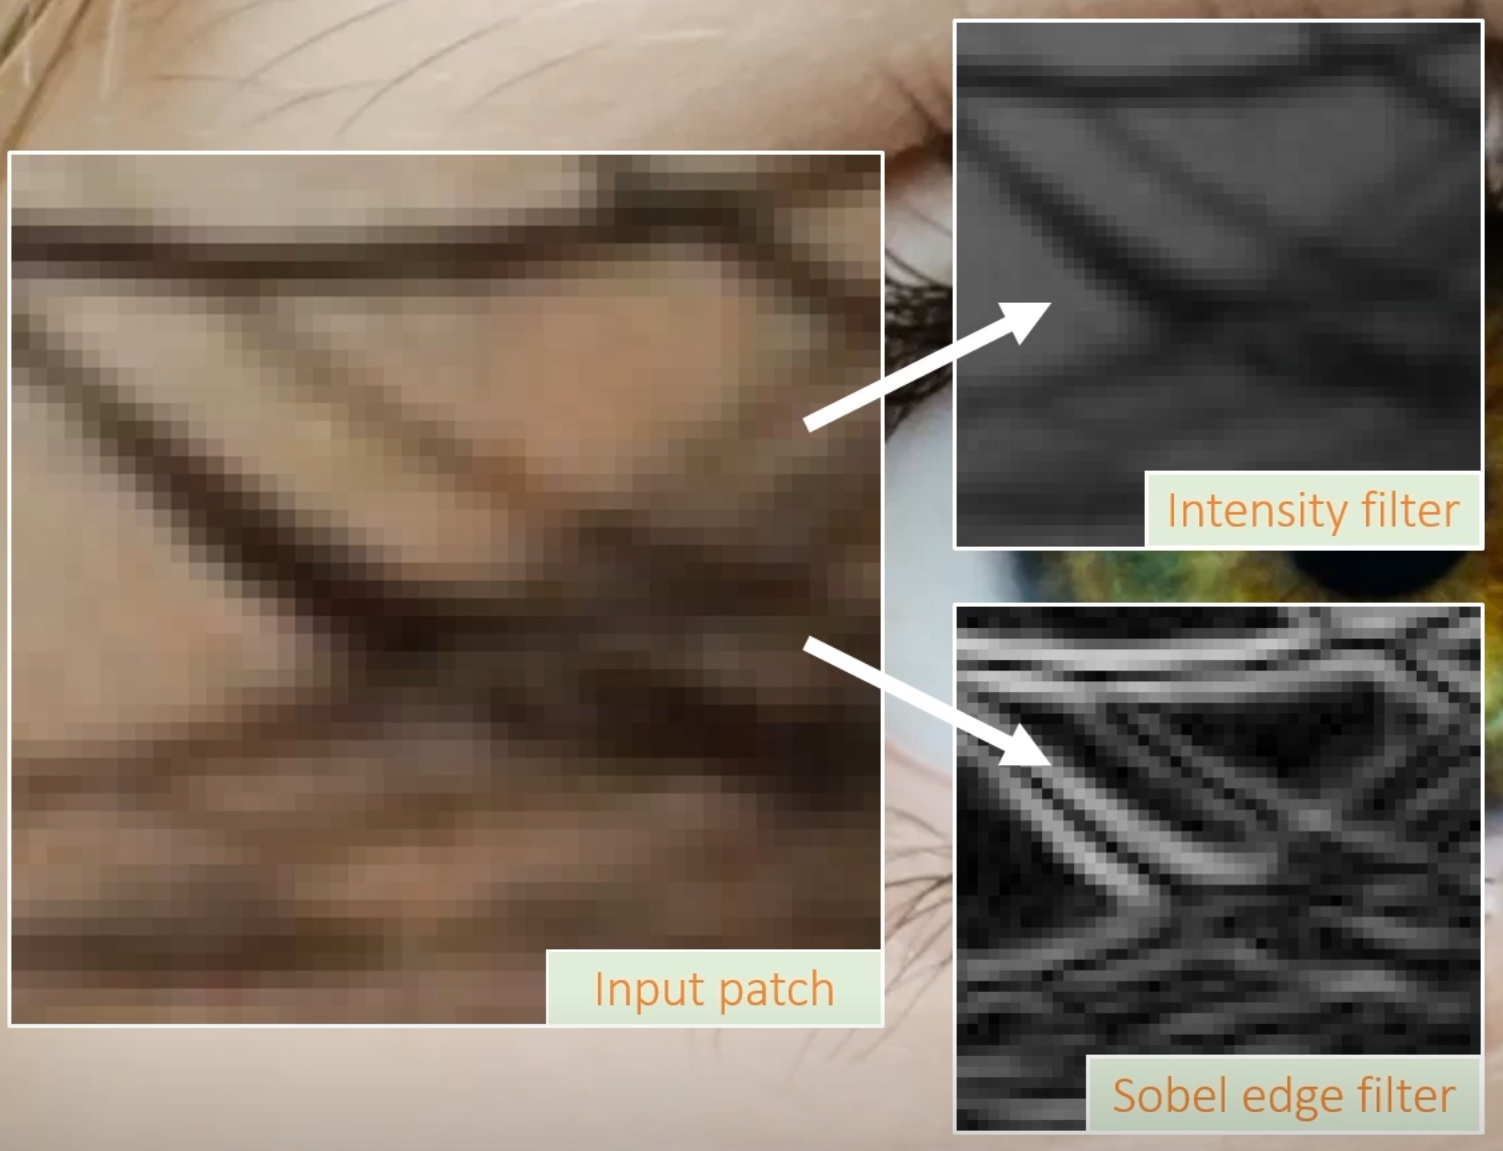 Input patch
Intensity filter
Sobel edge filter